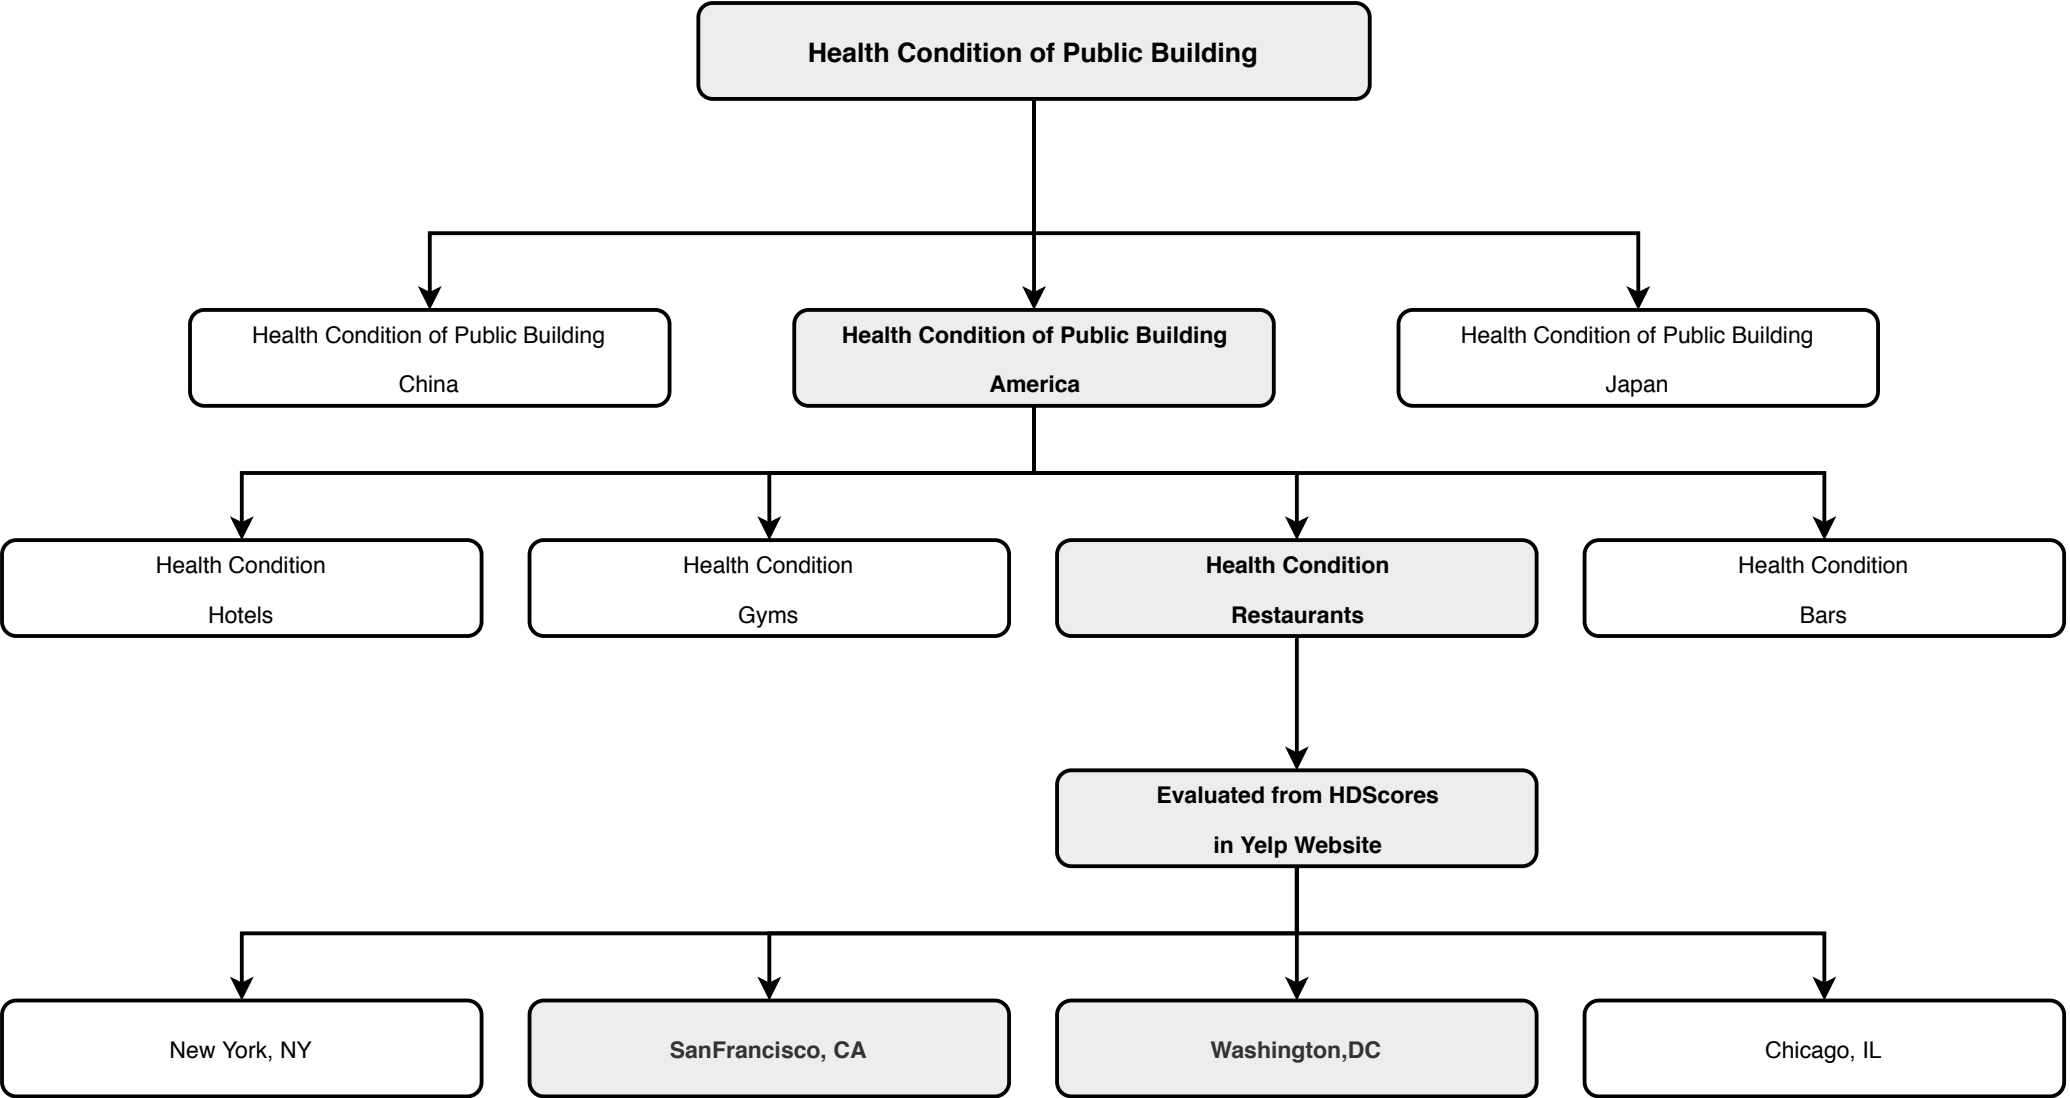 Health Condition of Public Building
Health Condition of Public Building
China
Health Condition of Public Building
America
Health Condition of Public Building
Japan
Health Condition
Hotels
Health Condition
Gyms
Health Condition
Restaurants
Health Condition
Bars
Evaluated from HDScores
in Yelp Website
New York, NY
SanFrancisco, CA
Washington,DC
Chicago, IL